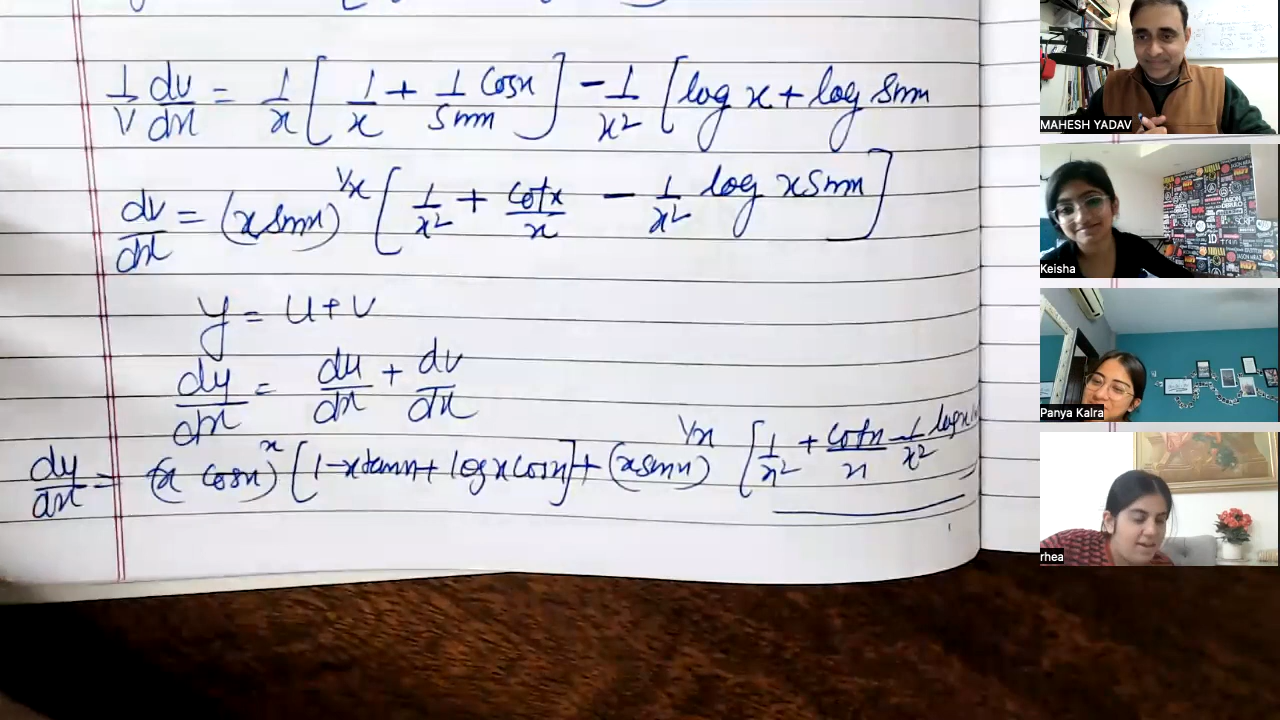 1/V dv/dx = 1/x [ 1/x + 1/sinx cosx ] - 1/x² [ log x + log sinx
dv/dx = (x sinx)^1/x [ 1/x² + cotx/x - 1/x² log x sinx ]
y = u + v
dy/dx = du/dx + dv/dx
dy/dx = (x cosx)^x [ 1 - x tanx + log x cosx ] + (x sinx)^1/x [ 1/x² + cotx/x - 1/x² log x
MAHESH YADAV
Keisha
Panya Kalra
rhea